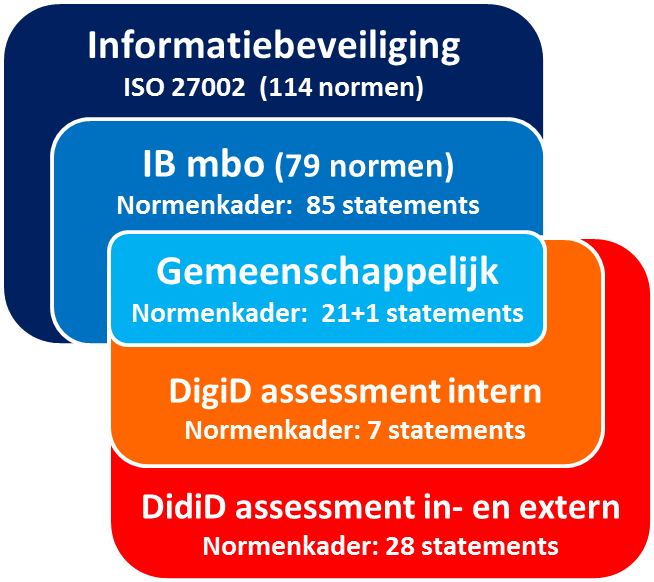 Informatiebeveiliging
ISO 27002 (114 normen)
IB mbo (79 normen)
Normenkader: 85 statements
Gemeenschappelijk
Normenkader: 21+1 statements
DigiD assessment intern
Normenkader: 7 statements
DidiD assessment in- en extern
Normenkader: 28 statements